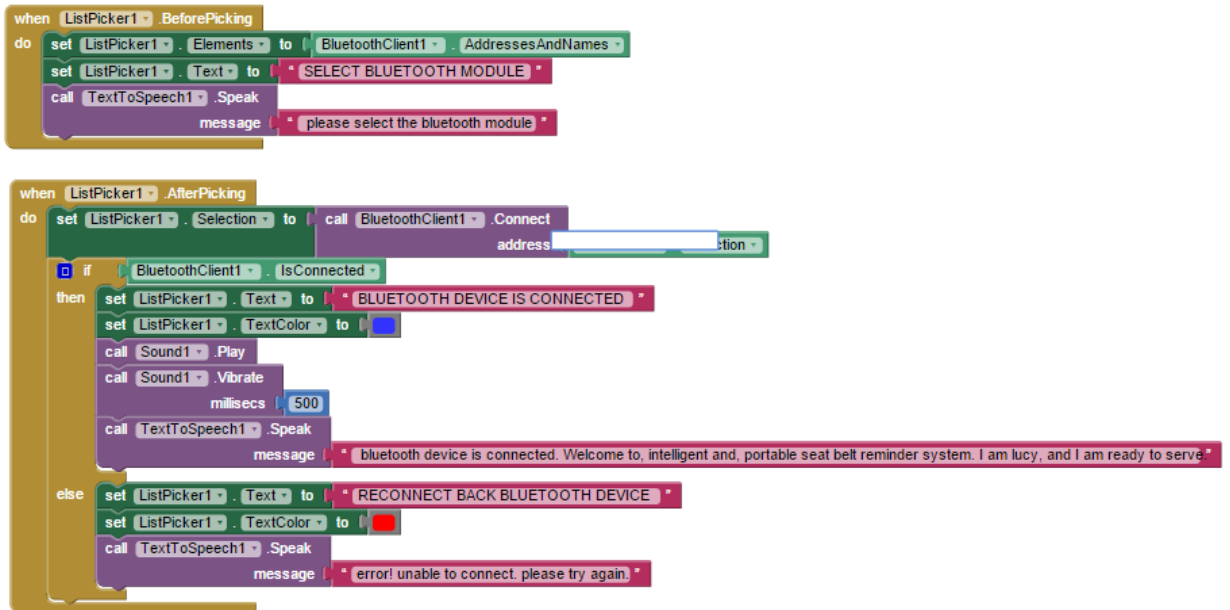 when ListPicker1 .BeforePicking
do set ListPicker1 . Elements to BluetoothClient1 . AddressesAndNames
set ListPicker1 . Text to " SELECT BLUETOOTH MODULE "
call TextToSpeech1 .Speak
message " please select the bluetooth module "
when ListPicker1 .AfterPicking
do set ListPicker1 . Selection to call BluetoothClient1 .Connect
address ction
if BluetoothClient1 . IsConnected
then set ListPicker1 . Text to " BLUETOOTH DEVICE IS CONNECTED "
set ListPicker1 . TextColor to
call Sound1 .Play
call Sound1 .Vibrate
millisecs 500
call TextToSpeech1 .Speak
message " bluetooth device is connected. Welcome to, intelligent and, portable seat belt reminder system. I am lucy, and I am ready to serve."
else set ListPicker1 . Text to " RECONNECT BACK BLUETOOTH DEVICE "
set ListPicker1 . TextColor to
call TextToSpeech1 .Speak
message " error! unable to connect. please try again. "